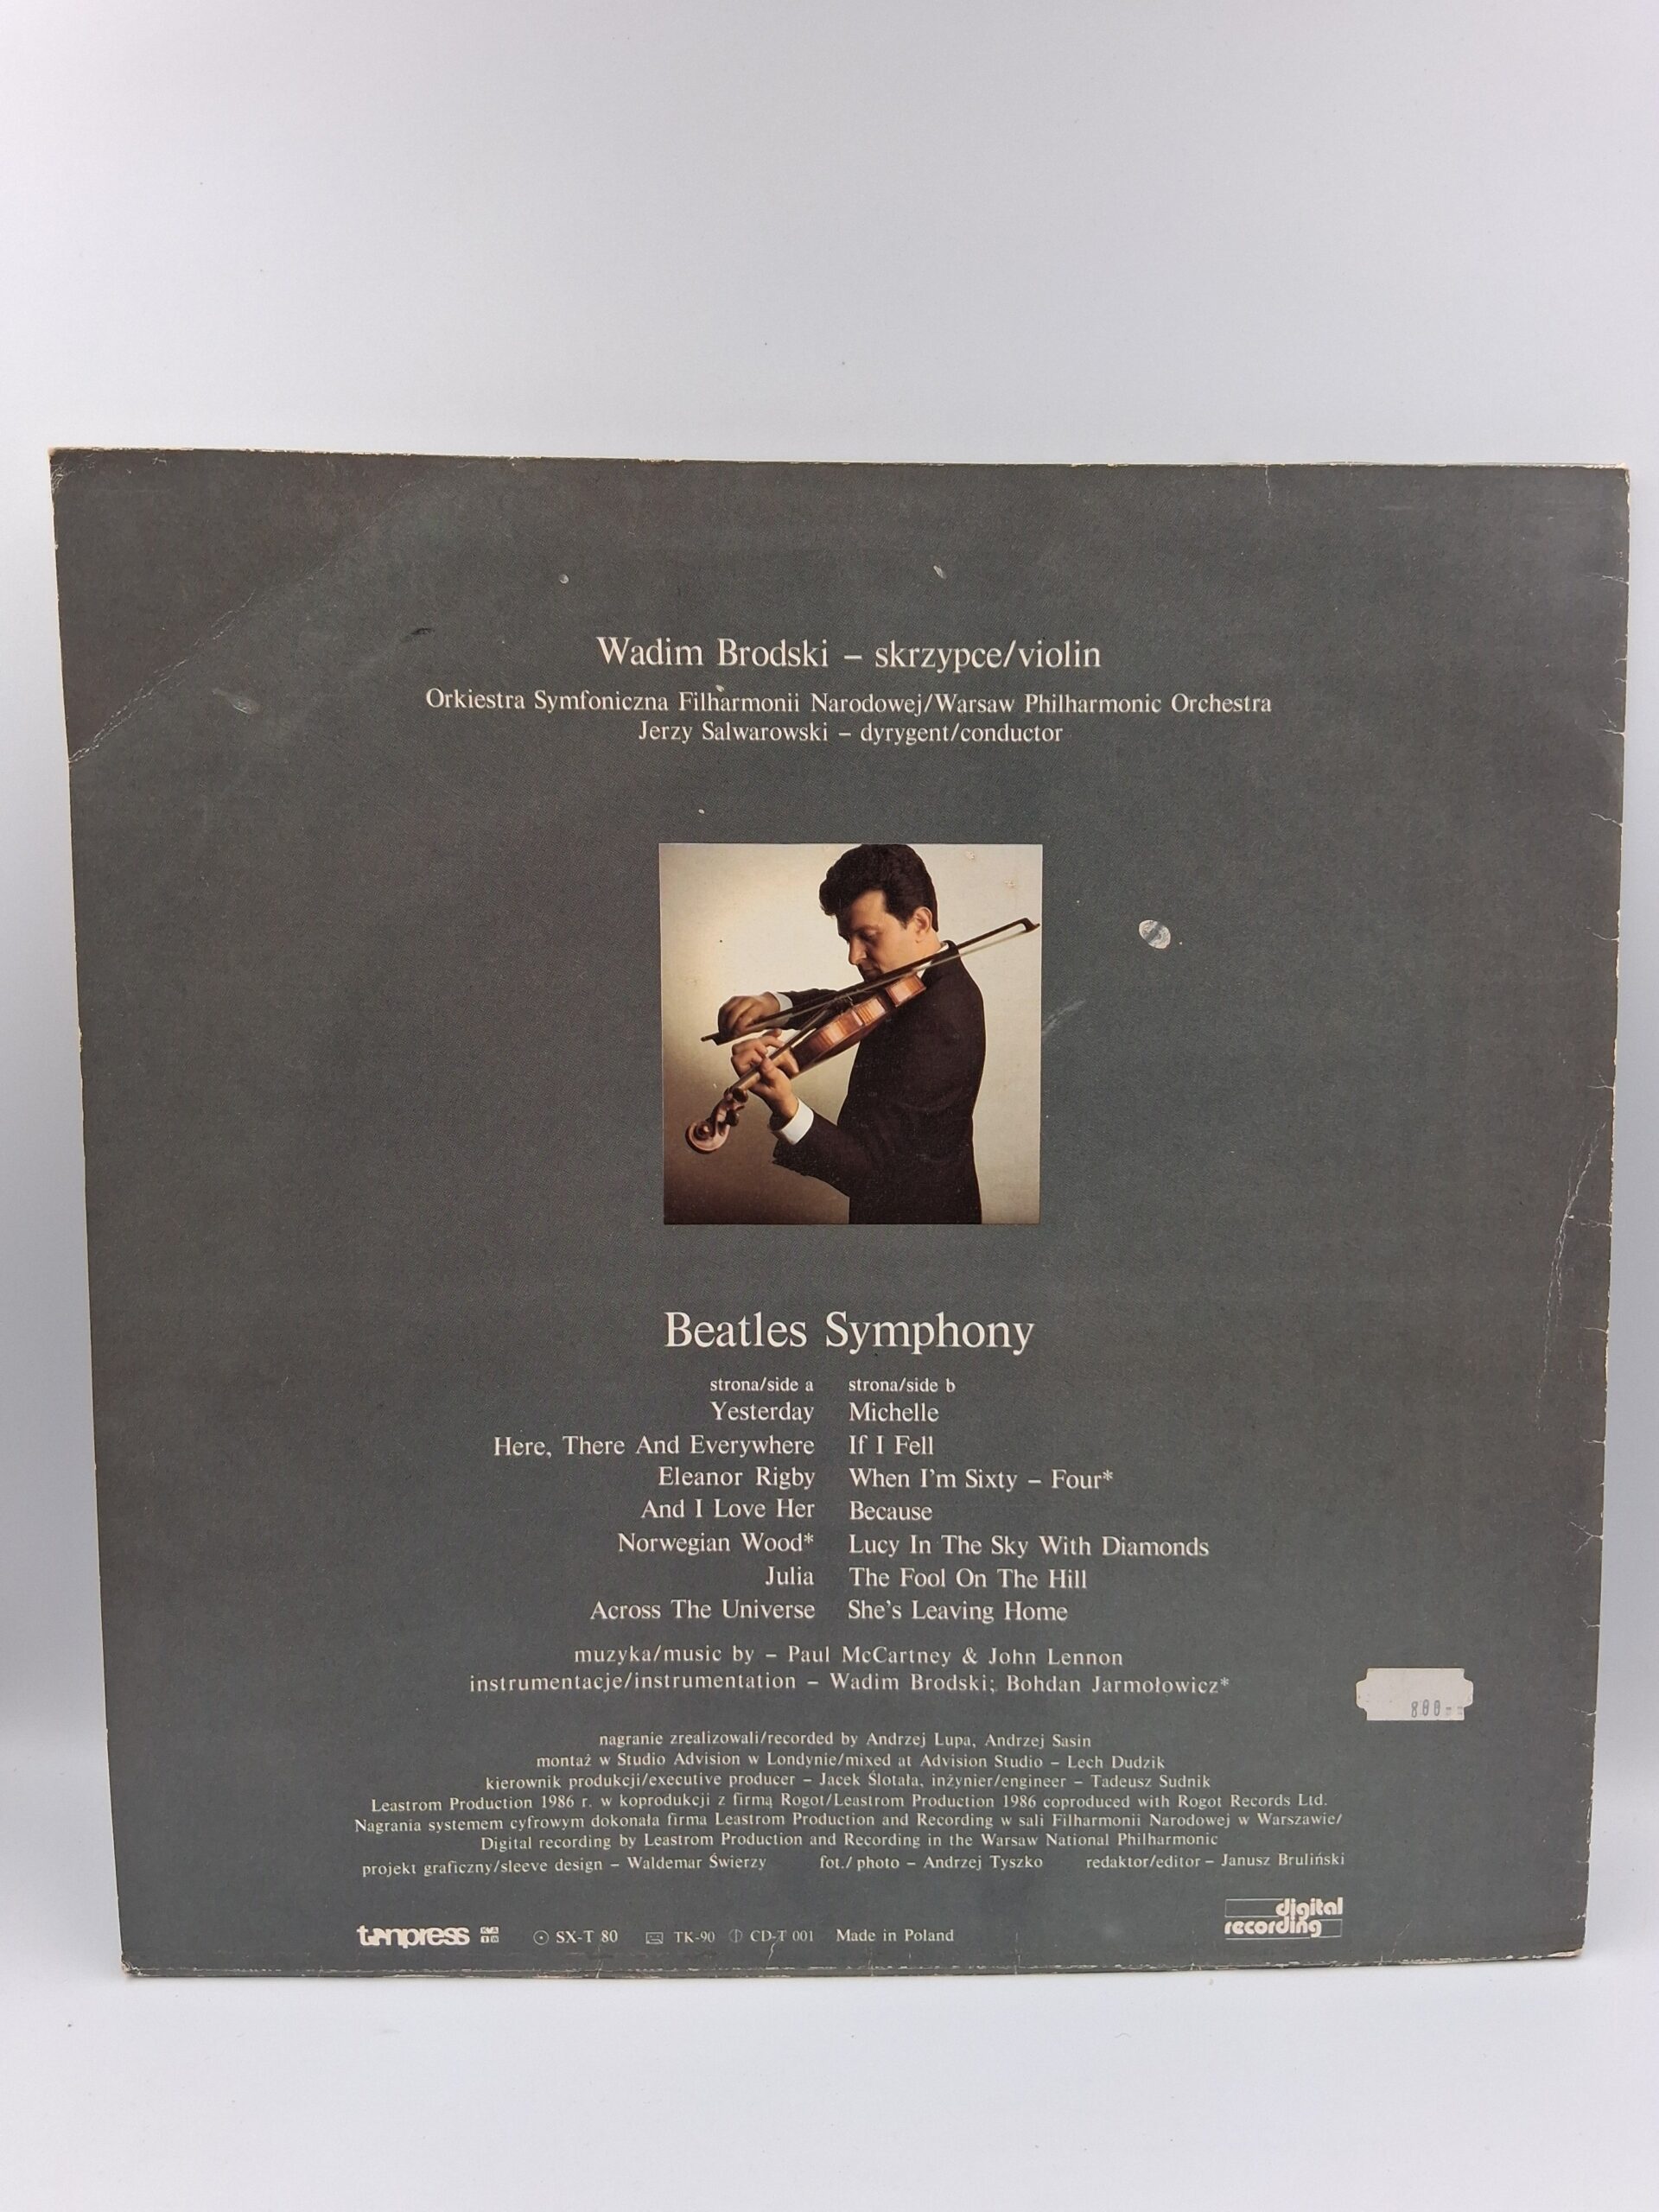 Wadim Brodski – skrzypce/violin
Orkiestra Symfoniczna Filharmonii Narodowej/Warsaw Philharmonic Orchestra
Jerzy Salwarowski – dyrygent/conductor
Beatles Symphony
strona/side a
Yesterday
Here, There And Everywhere
Eleanor Rigby
And I Love Her
Norwegian Wood*
Julia
Across The Universe
strona/side b
Michelle
If I Fell
When I'm Sixty – Four*
Because
Lucy In The Sky With Diamonds
The Fool On The Hill
She's Leaving Home
muzyka/music by – Paul McCartney & John Lennon
instrumentacje/instrumentation – Wadim Brodski; Bohdan Jarmołowicz*
800
nagranie zrealizowali/recorded by Andrzej Lupa, Andrzej Sasin
montaż w Studio Advision w Londynie/mixed at Advision Studio – Lech Dudzik
kierownik produkcji/executive producer – Jacek Ślotała, inżynier/engineer – Tadeusz Sudnik
Leastrom Production 1986 r. w koprodukcji z firmą Rogot/Leastrom Production 1986 coproduced with Rogot Records Ltd.
Nagrania systemem cyfrowym dokonała firma Leastrom Production and Recording w sali Filharmonii Narodowej w Warszawie/
Digital recording by Leastrom Production and Recording in the Warsaw National Philharmonic
projekt graficzny/sleeve design – Waldemar Świerzy fot./ photo – Andrzej Tyszko redaktor/editor – Janusz Bruliński
digital
recording
tonpress SX-T 80 TK-90 CD-T 001 Made in Poland